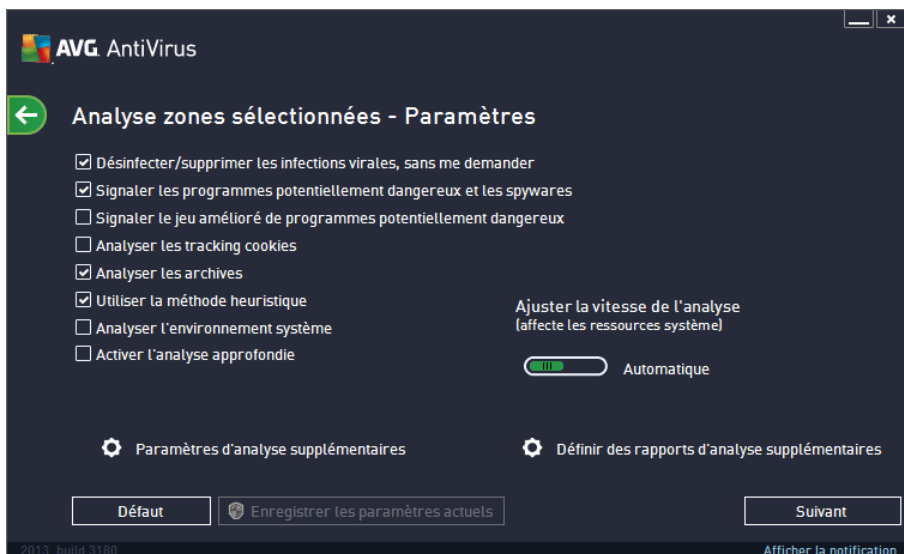 AVG. AntiVirus
Analyse zones sélectionnées - Paramètres
Désinfecter/supprimer les infections virales, sans me demander
Signaler les programmes potentiellement dangereux et les spywares
Signaler le jeu amélioré de programmes potentiellement dangereux
Analyser les tracking cookies
Analyser les archives
Utiliser la méthode heuristique
Analyser l'environnement système
Activer l'analyse approfondie
Ajuster la vitesse de l'analyse
(affecte les ressources système)
Automatique
Paramètres d'analyse supplémentaires
Définir des rapports d'analyse supplémentaires
Défaut
Enregistrer les paramètres actuels
Suivant
2013, build 3180
Afficher la notification